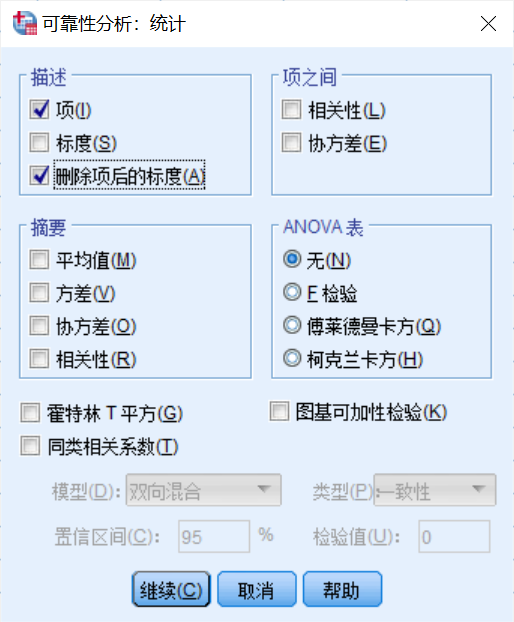 可靠性分析：统计
描述
项(I)
标度(S)
删除项后的标度(A)
项之间
相关性(L)
协方差(E)
摘要
平均值(M)
方差(V)
协方差(O)
相关性(R)
ANOVA 表
无(N)
F 检验
傅莱德曼卡方(Q)
柯克兰卡方(H)
霍特林 T 平方(G)
图基可加性检验(K)
同类相关系数(T)
模型(D)：双向混合
类型(P):一致性
置信区间(C)： 95 %
检验值(U)： 0
继续(C) 取消 帮助